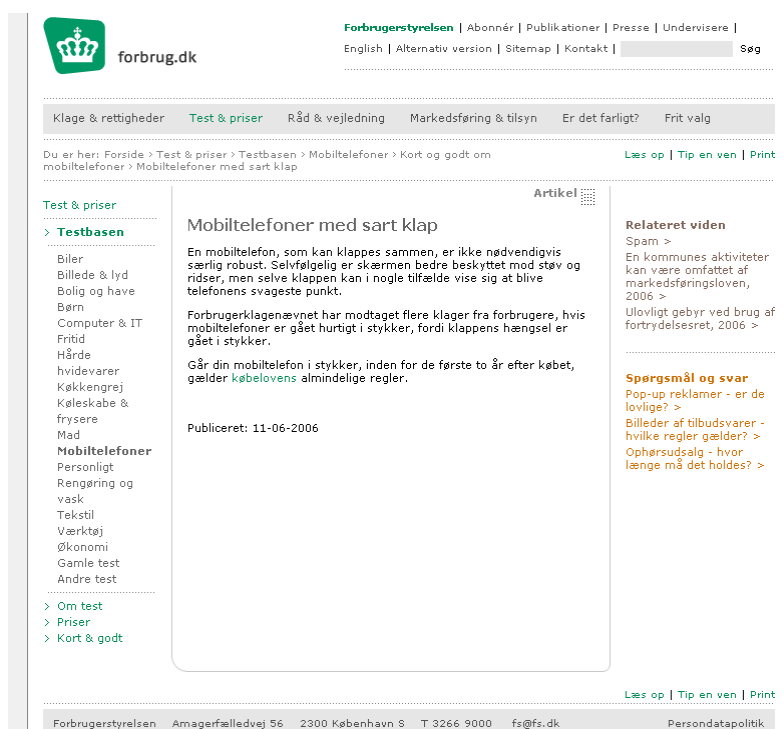 forbrug.dk
Forbrugerstyrelsen | Abonnér | Publikationer | Presse | Undervisere |
English | Alternativ version | Sitemap | Kontakt | Søg
Klage & rettigheder Test & priser Råd & vejledning Markedsføring & tilsyn Er det farligt? Frit valg
Du er her: Forside > Test & priser > Testbasen > Mobiltelefoner > Kort og godt om
mobiltelefoner > Mobiltelefoner med sart klap
Læs op | Tip en ven | Print
Test & priser
> Testbasen
Biler
Billede & lyd
Bolig og have
Børn
Computer & IT
Fritid
Hårde
hvidevarer
Køkkengrej
Køleskabe &
frysere
Mad
Mobiltelefoner
Personligt
Rengøring og
vask
Tekstil
Værktøj
Økonomi
Gamle test
Andre test
> Om test
> Priser
> Kort & godt
Artikel
Mobiltelefoner med sart klap
En mobiltelefon, som kan klappes sammen, er ikke nødvendigvis
særlig robust. Selvfølgelig er skærmen bedre beskyttet mod støv og
ridser, men selve klappen kan i nogle tilfælde vise sig at blive
telefonens svageste punkt.
Forbrugerklagenævnet har modtaget flere klager fra forbrugere, hvis
mobiltelefoner er gået hurtigt i stykker, fordi klappens hængsel er
gået i stykker.
Går din mobiltelefon i stykker, inden for de første to år efter købet,
gælder købelovens almindelige regler.
Publiceret: 11-06-2006
Relateret viden
Spam >
En kommunes aktiviteter
kan være omfattet af
markedsføringsloven,
2006 >
Ulovligt gebyr ved brug af
fortrydelsesret, 2006 >
Spørgsmål og svar
Pop-up reklamer - er de
lovlige? >
Billeder af tilbudsvarer -
hvilke regler gælder? >
Ophørsudsalg - hvor
længe må det holdes? >
Læs op | Tip en ven | Print
Forbrugerstyrelsen Amagerfælledvej 56 2300 København S T 3266 9000 fs@fs.dk Persondatapolitik